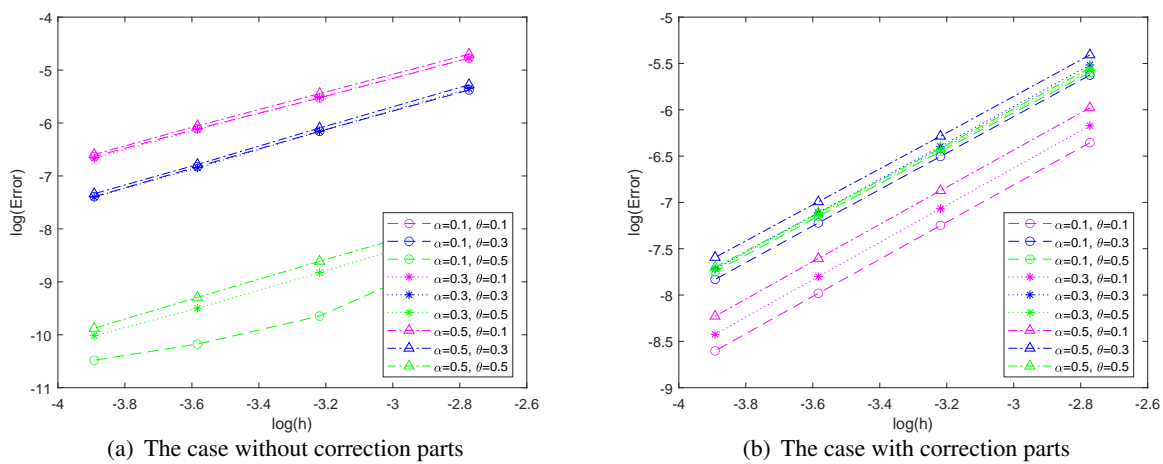 -4
-5
-6
-7
-8
-9
-10
-11
log(Error)
-4
-3.8
-3.6
-3.4
-3.2
-3
-2.8
-2.6
log(h)
α=0.1, θ=0.1
α=0.1, θ=0.3
α=0.1, θ=0.5
α=0.3, θ=0.1
α=0.3, θ=0.3
α=0.3, θ=0.5
α=0.5, θ=0.1
α=0.5, θ=0.3
α=0.5, θ=0.5
(a) The case without correction parts
-5
-5.5
-6
-6.5
-7
-7.5
-8
-8.5
-9
log(Error)
-4
-3.8
-3.6
-3.4
-3.2
-3
-2.8
-2.6
log(h)
α=0.1, θ=0.1
α=0.1, θ=0.3
α=0.1, θ=0.5
α=0.3, θ=0.1
α=0.3, θ=0.3
α=0.3, θ=0.5
α=0.5, θ=0.1
α=0.5, θ=0.3
α=0.5, θ=0.5
(b) The case with correction parts